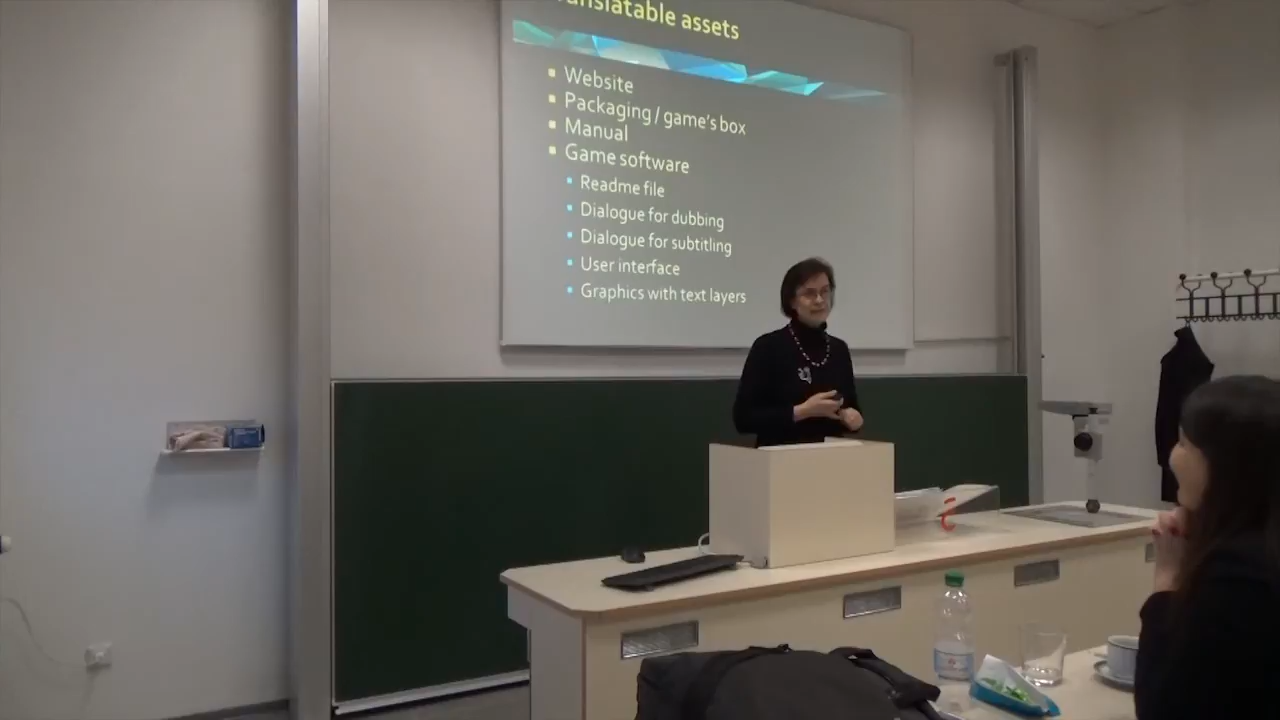 anslatable assets
Website
Packaging / game's box
Manual
Game software
Readme file
Dialogue for dubbing
Dialogue for subtitling
User interface
Graphics with text layers